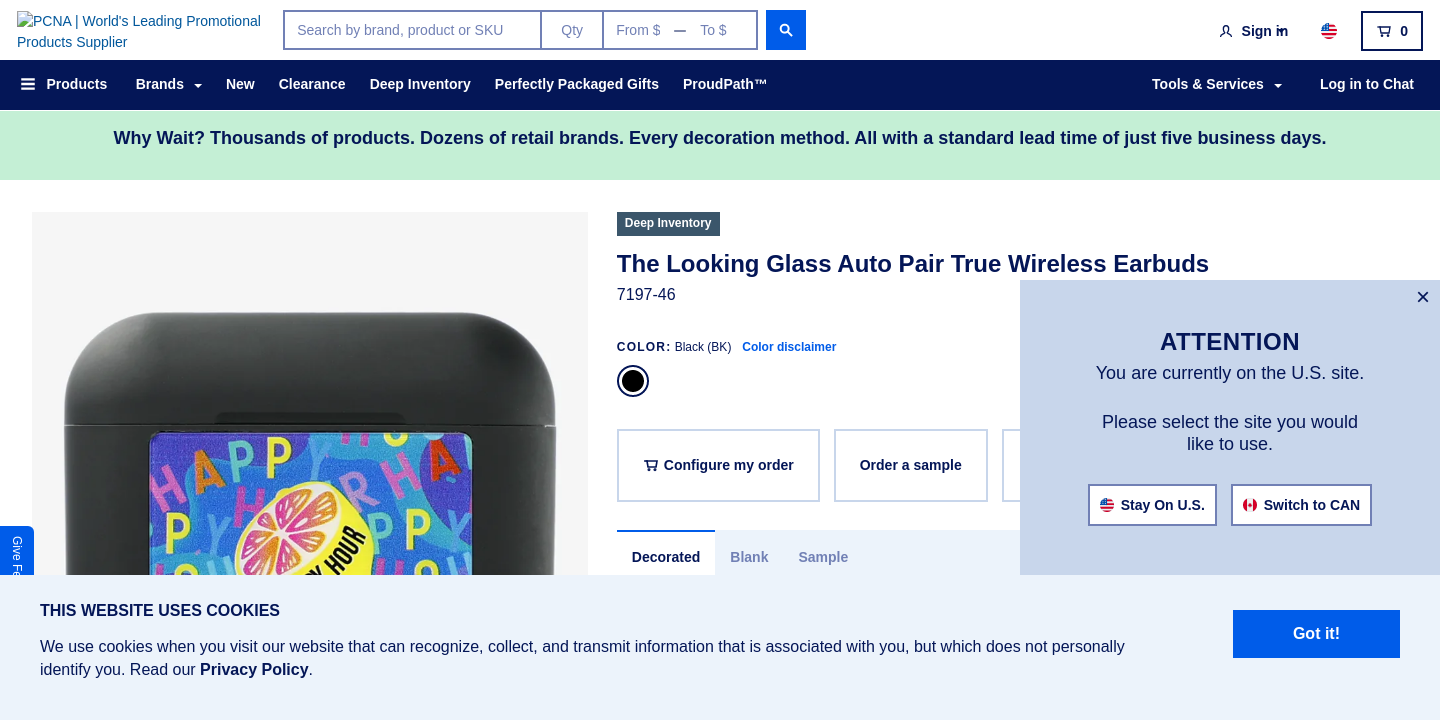 PCNA | World's Leading Promotional
Products Supplier
Search by brand, product or SKU
Qty
From $
To $
Sign in
0
Products
Brands
New
Clearance
Deep Inventory
Perfectly Packaged Gifts
ProudPath™
Tools & Services
Log in to Chat
Why Wait? Thousands of products. Dozens of retail brands. Every decoration method. All with a standard lead time of just five business days.
Deep Inventory
The Looking Glass Auto Pair True Wireless Earbuds
7197-46
COLOR: Black (BK) Color disclaimer
Configure my order
Order a sample
Decorated
Blank
Sample
HAPPY
HAPPY
HOUR
×
ATTENTION
You are currently on the U.S. site.
Please select the site you would
like to use.
Stay On U.S.
Switch to CAN
Give Fe
THIS WEBSITE USES COOKIES
We use cookies when you visit our website that can recognize, collect, and transmit information that is associated with you, but which does not personally
identify you. Read our Privacy Policy.
Got it!